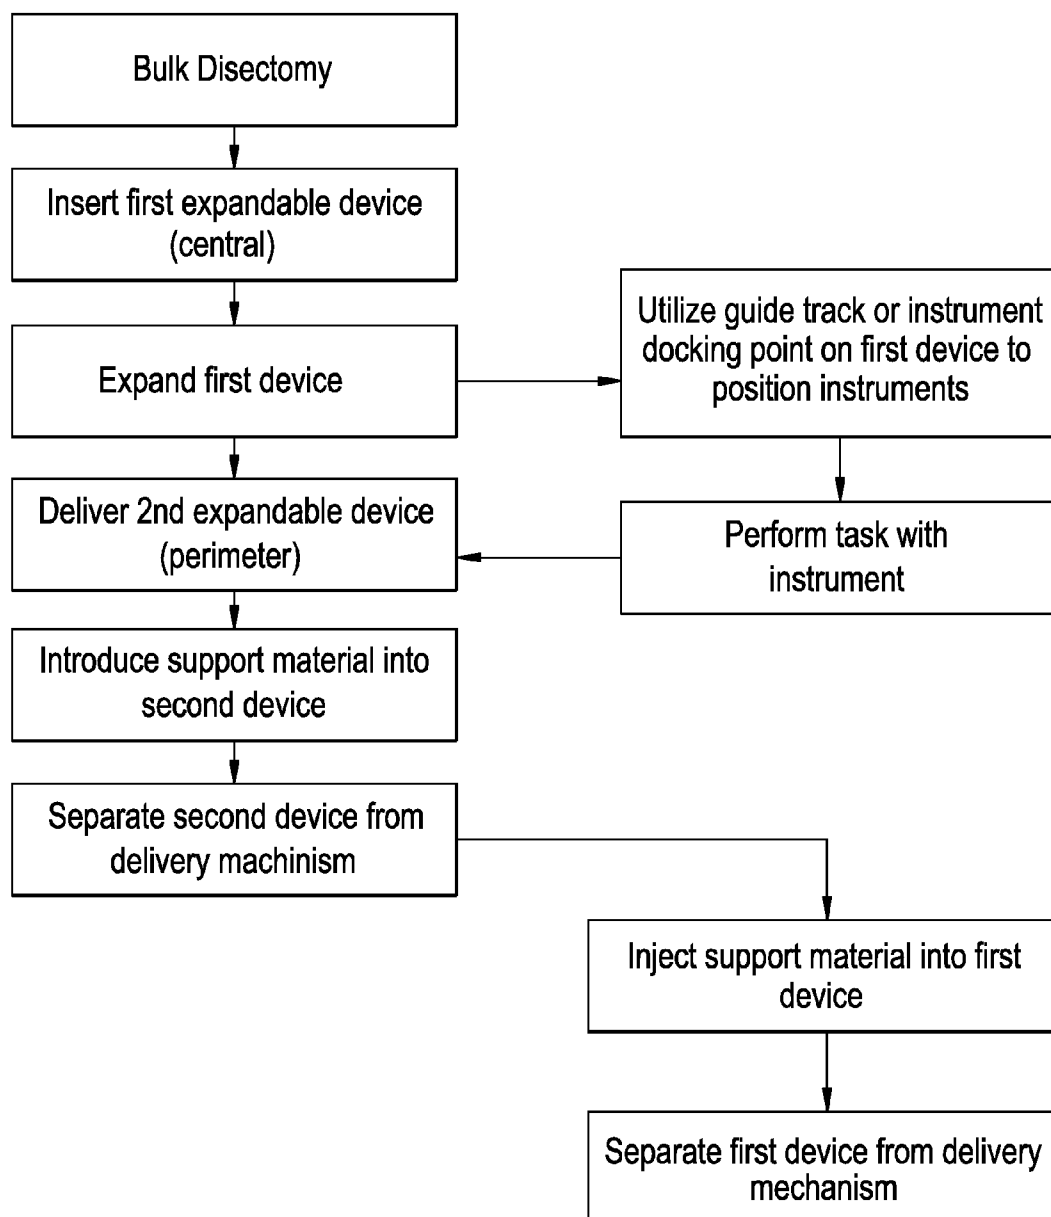 Bulk Disectomy
Insert first expandable device
(central)
Expand first device
Utilize guide track or instrument
docking point on first device to
position instruments
Deliver 2nd expandable device
(perimeter)
Perform task with
instrument
Introduce support material into
second device
Separate second device from
delivery machinism
Inject support material into first
device
Separate first device from delivery
mechanism